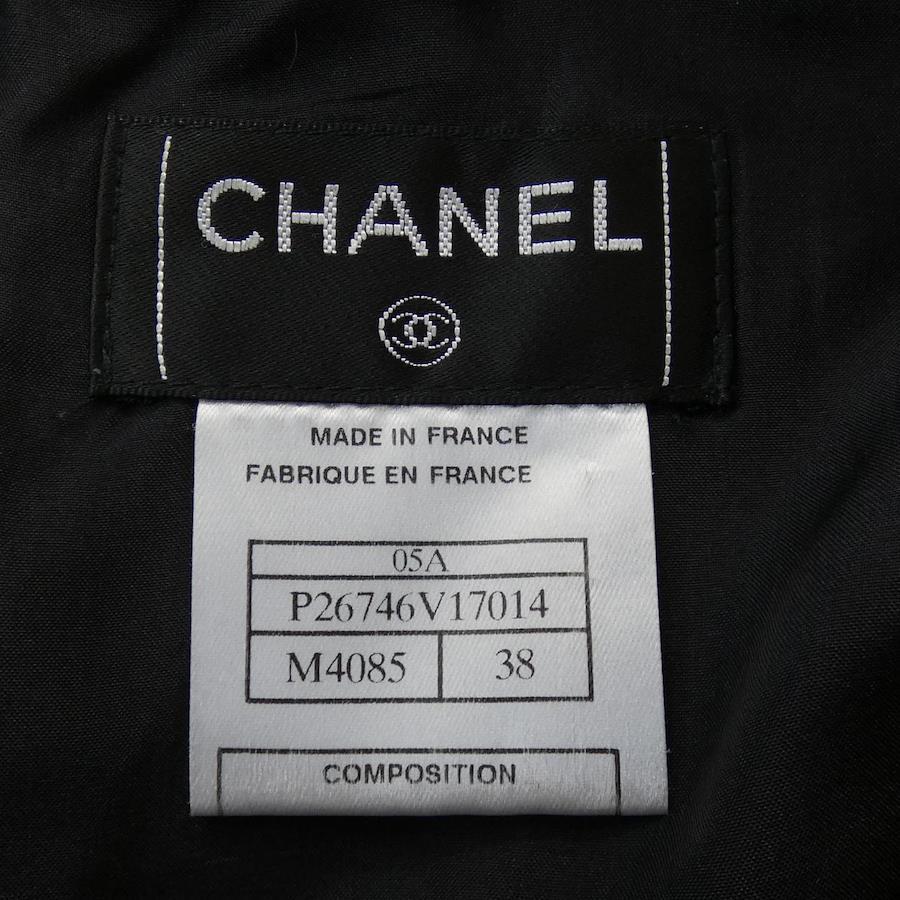 CHANEL
MADE IN FRANCE
FABRIQUE EN FRANCE
05A
P26746V17014
M4085 38
COMPOSITION